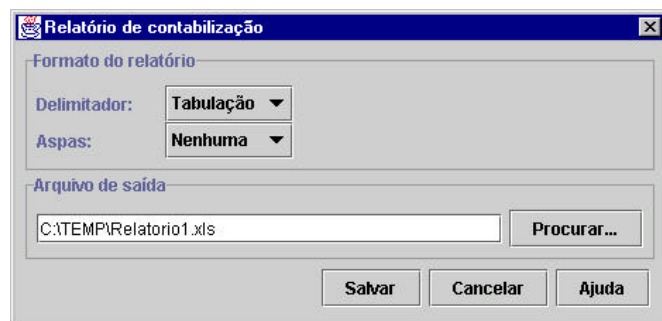 Relatório de contabilização
Formato do relatório
Delimitador: Tabulação
Aspas: Nenhuma
Arquivo de saída
C:\TEMP\Relatorio1.xls Procurar...
Salvar Cancelar Ajuda